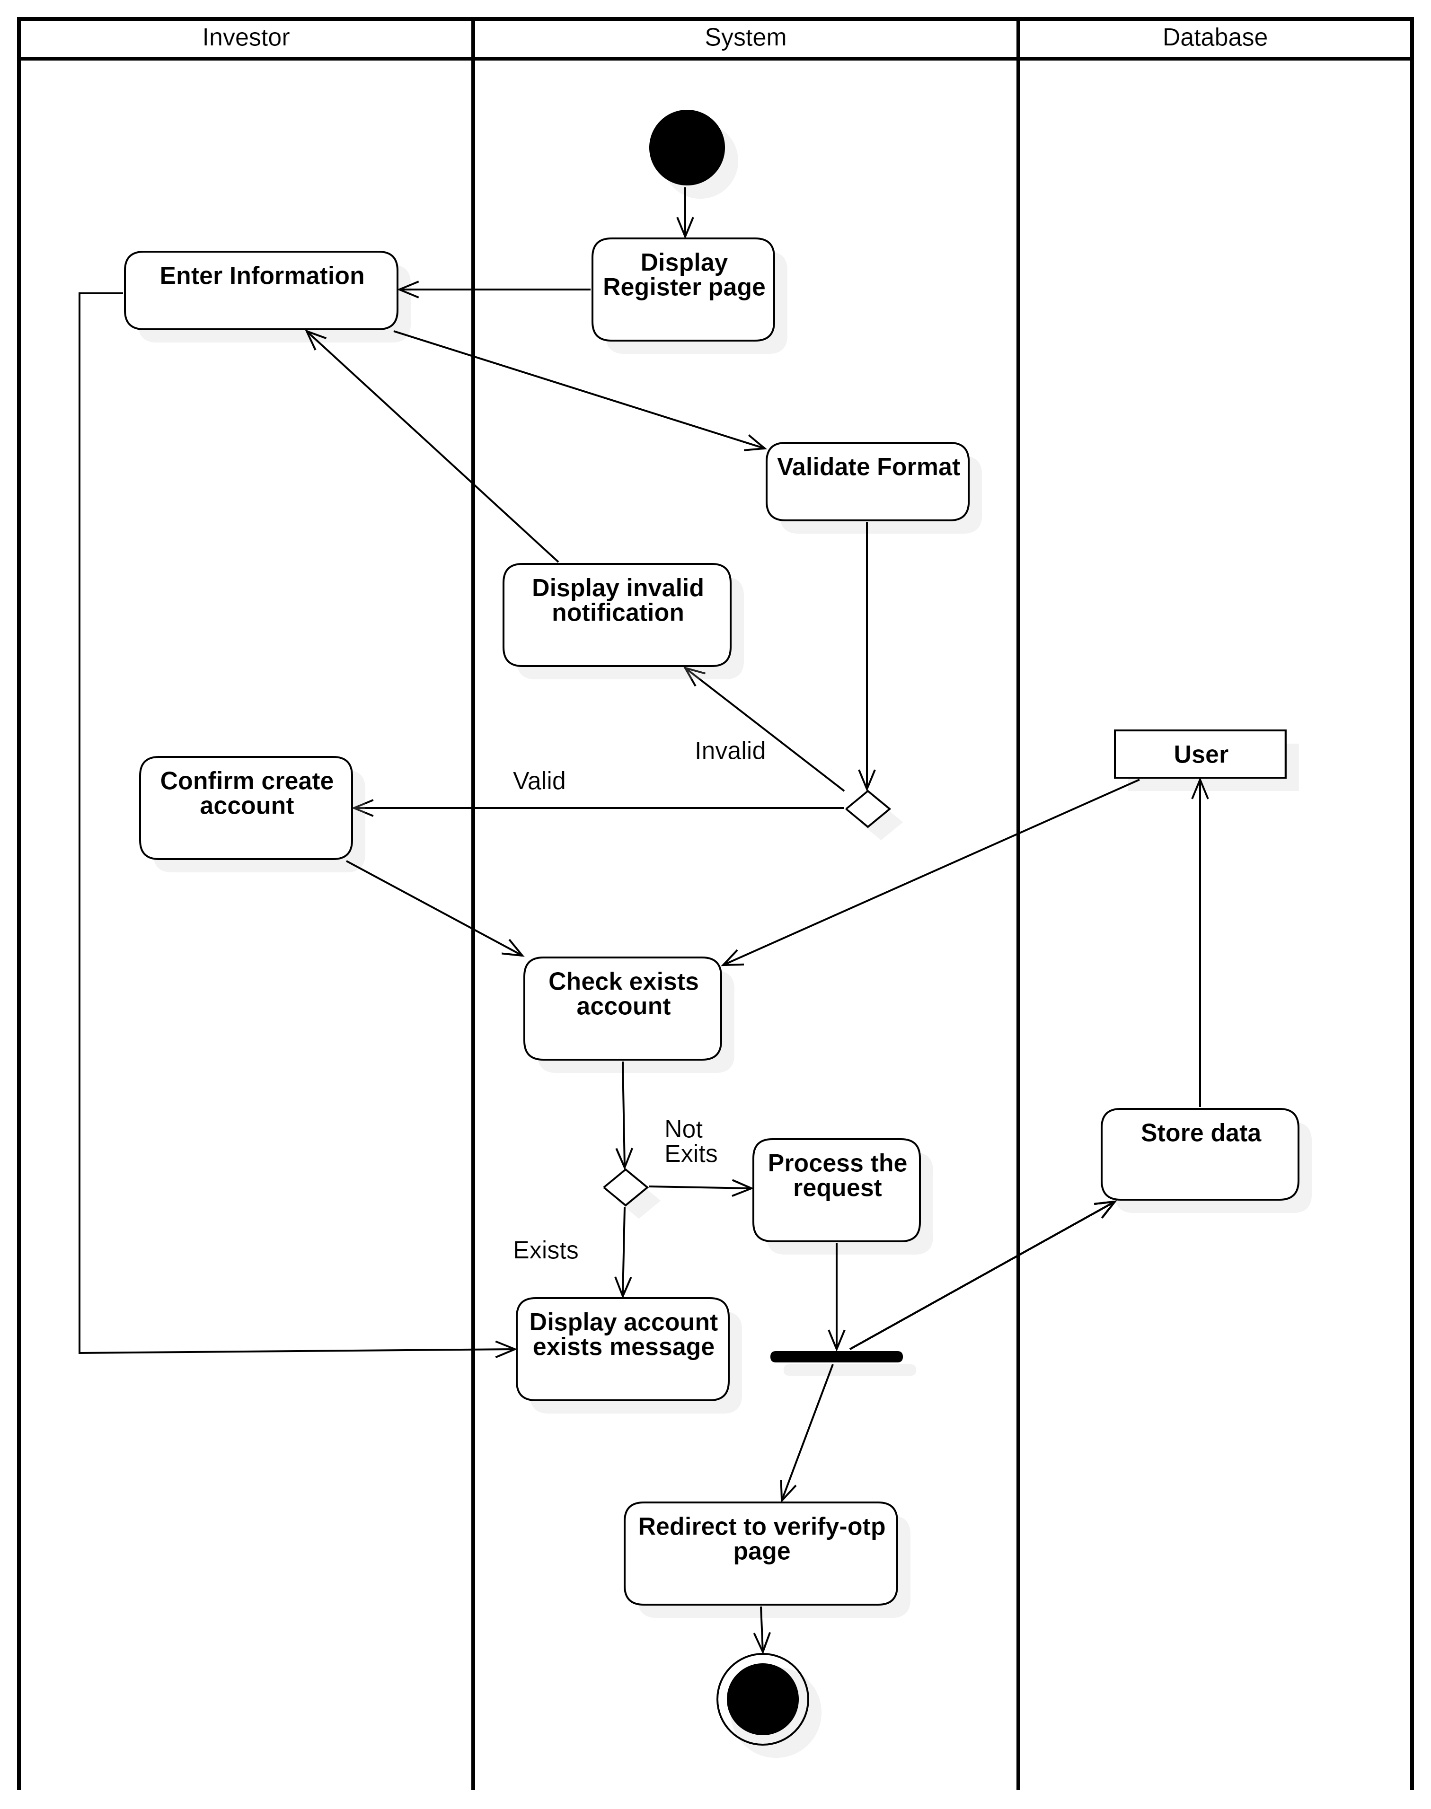 Investor
System
Database
Display
Register page
Enter Information
Validate Format
Display invalid
notification
Invalid
Valid
User
Confirm create
account
Check exists
account
Not
Exits
Process the
request
Store data
Exists
Display account
exists message
Redirect to verify-otp
page